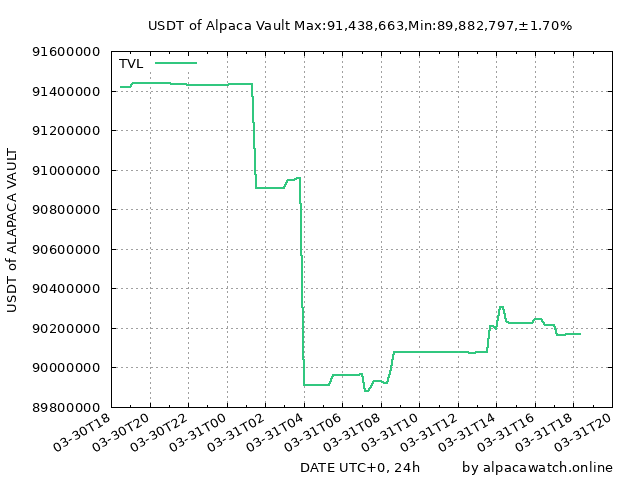 USDT of Alpaca Vault Max:91,438,663,Min:89,882,797,±1.70%
TVL
91600000
91400000
91200000
91000000
90800000
90600000
90400000
90200000
90000000
89800000
USDT of ALAPACA VAULT
03-30T18
03-30T20
03-30T22
03-31T00
03-31T02
03-31T04
03-31T06
03-31T08
03-31T10
03-31T12
03-31T14
03-31T16
03-31T18
03-31T20
DATE UTC+0, 24h
by alpacawatch.online